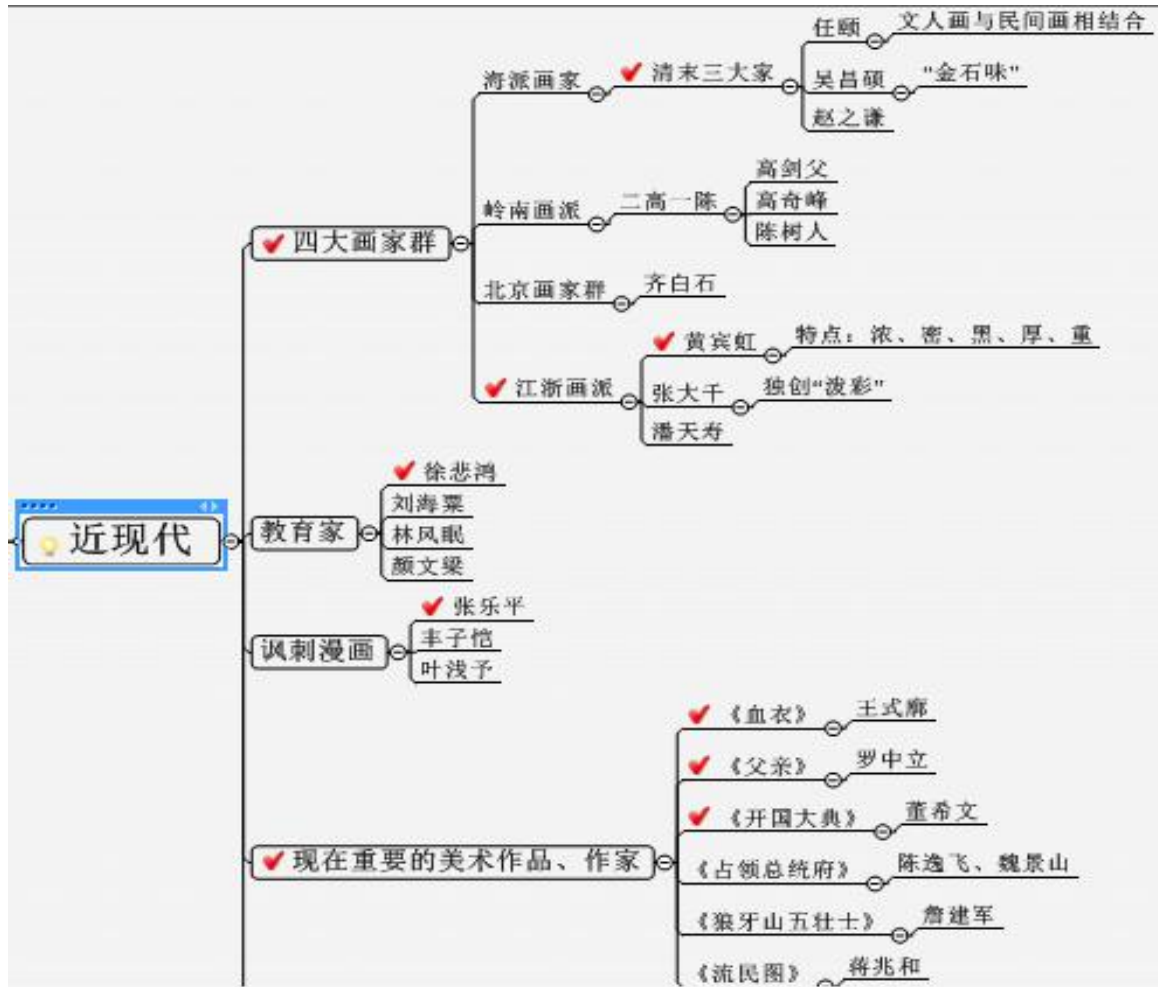 近现代
四大画家群
海派画家
清末三大家
任颐
文人画与民间画相结合
吴昌硕
“金石味”
赵之谦
岭南画派
二高一陈
高剑父
高奇峰
陈树人
北京画家群
齐白石
江浙画派
黄宾虹
特点：浓、密、黑、厚、重
张大千
独创“泼彩”
潘天寿
教育家
徐悲鸿
刘海粟
林风眠
颜文梁
讽刺漫画
张乐平
丰子恺
叶浅予
现在重要的美术作品、作家
《血衣》
王式廓
《父亲》
罗中立
《开国大典》
董希文
《占领总统府》
陈逸飞、魏景山
《狼牙山五壮士》
詹建军
《流民图》
蒋兆和